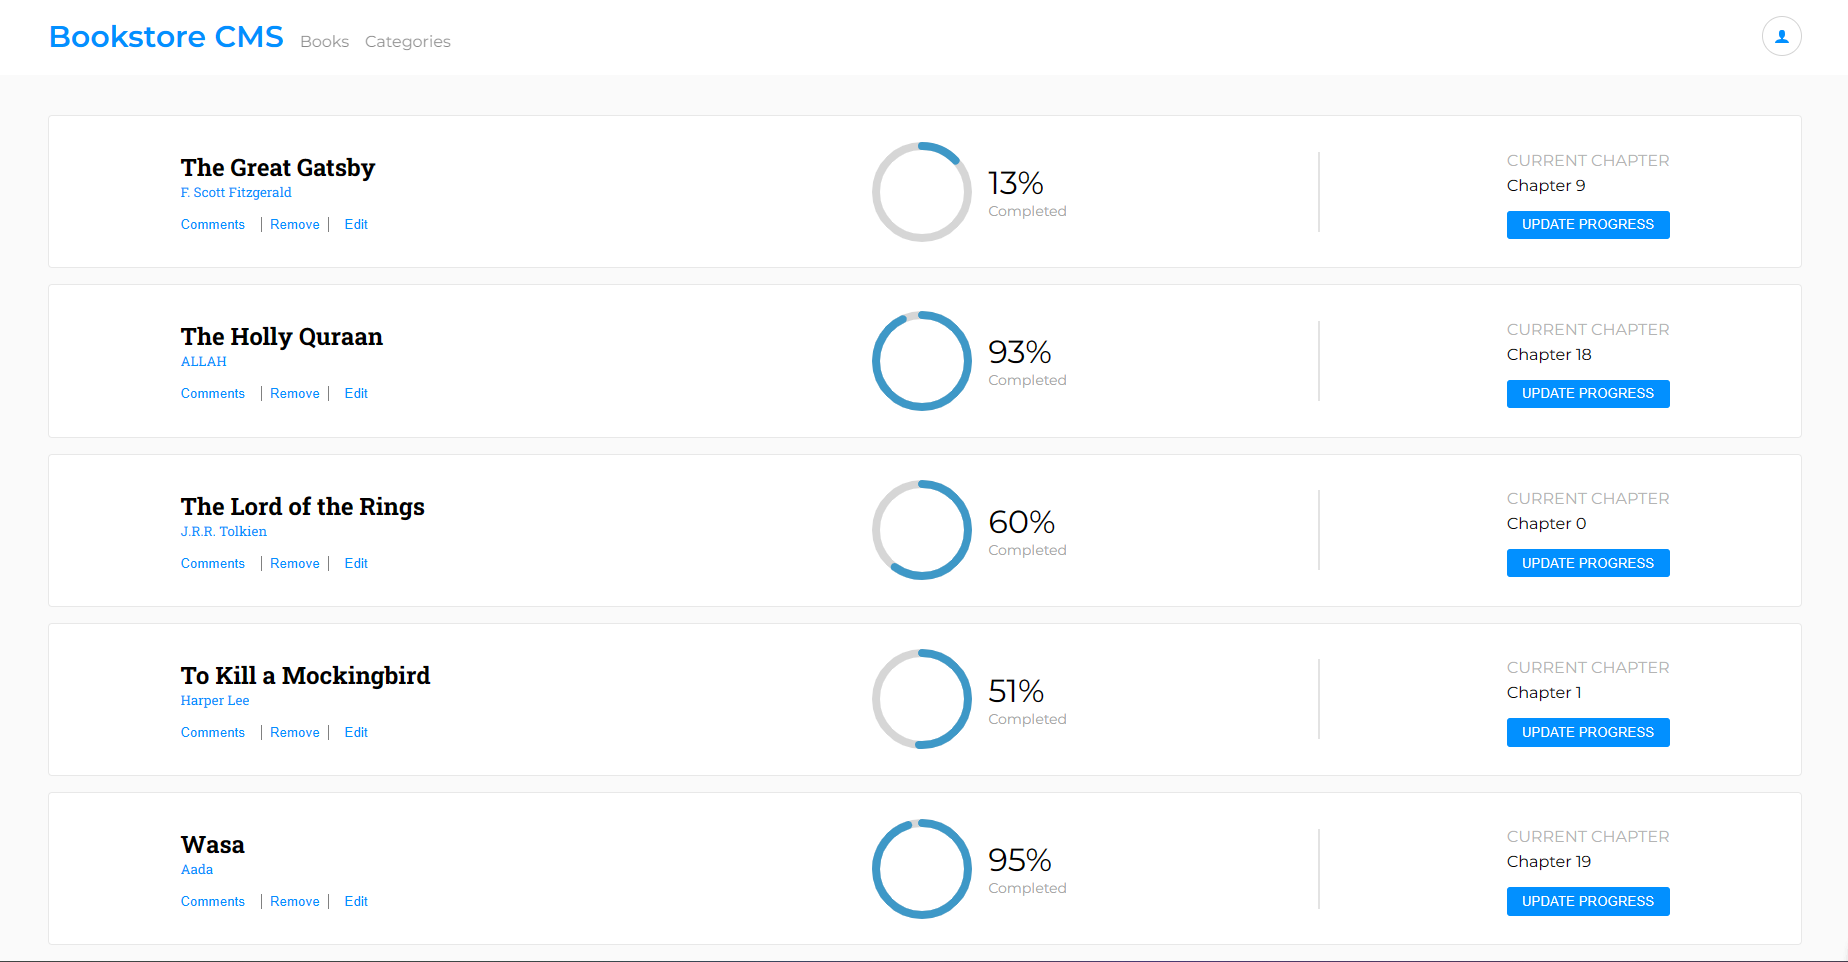 Bookstore CMS Books Categories
The Great Gatsby
F. Scott Fitzgerald
Comments Remove Edit
13%
Completed
CURRENT CHAPTER
Chapter 9
UPDATE PROGRESS
The Holly Quraan
ALLAH
Comments Remove Edit
93%
Completed
CURRENT CHAPTER
Chapter 18
UPDATE PROGRESS
The Lord of the Rings
J.R.R. Tolkien
Comments Remove Edit
60%
Completed
CURRENT CHAPTER
Chapter 0
UPDATE PROGRESS
To Kill a Mockingbird
Harper Lee
Comments Remove Edit
51%
Completed
CURRENT CHAPTER
Chapter 1
UPDATE PROGRESS
Wasa
Aada
Comments Remove Edit
95%
Completed
CURRENT CHAPTER
Chapter 19
UPDATE PROGRESS